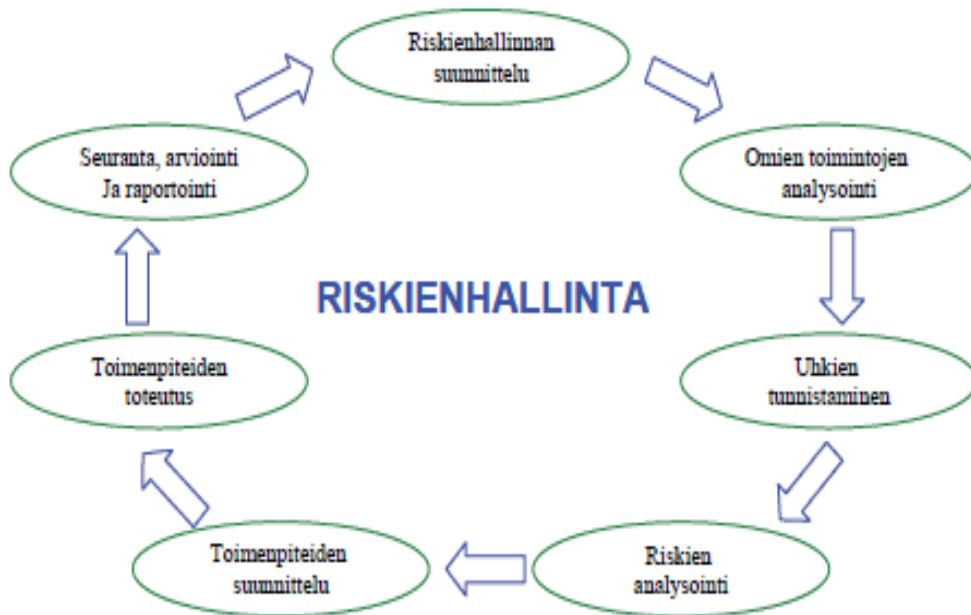 Riskienhallinnan
suunnittelu
Omien toimintojen
analysointi
Uhkien
tunnistaminen
Riskien
analysointi
Toimenpiteiden
suunnittelu
Toimenpiteiden
toteutus
Seuranta, arviointi
Ja raportointi
RISKIENHALLINTA